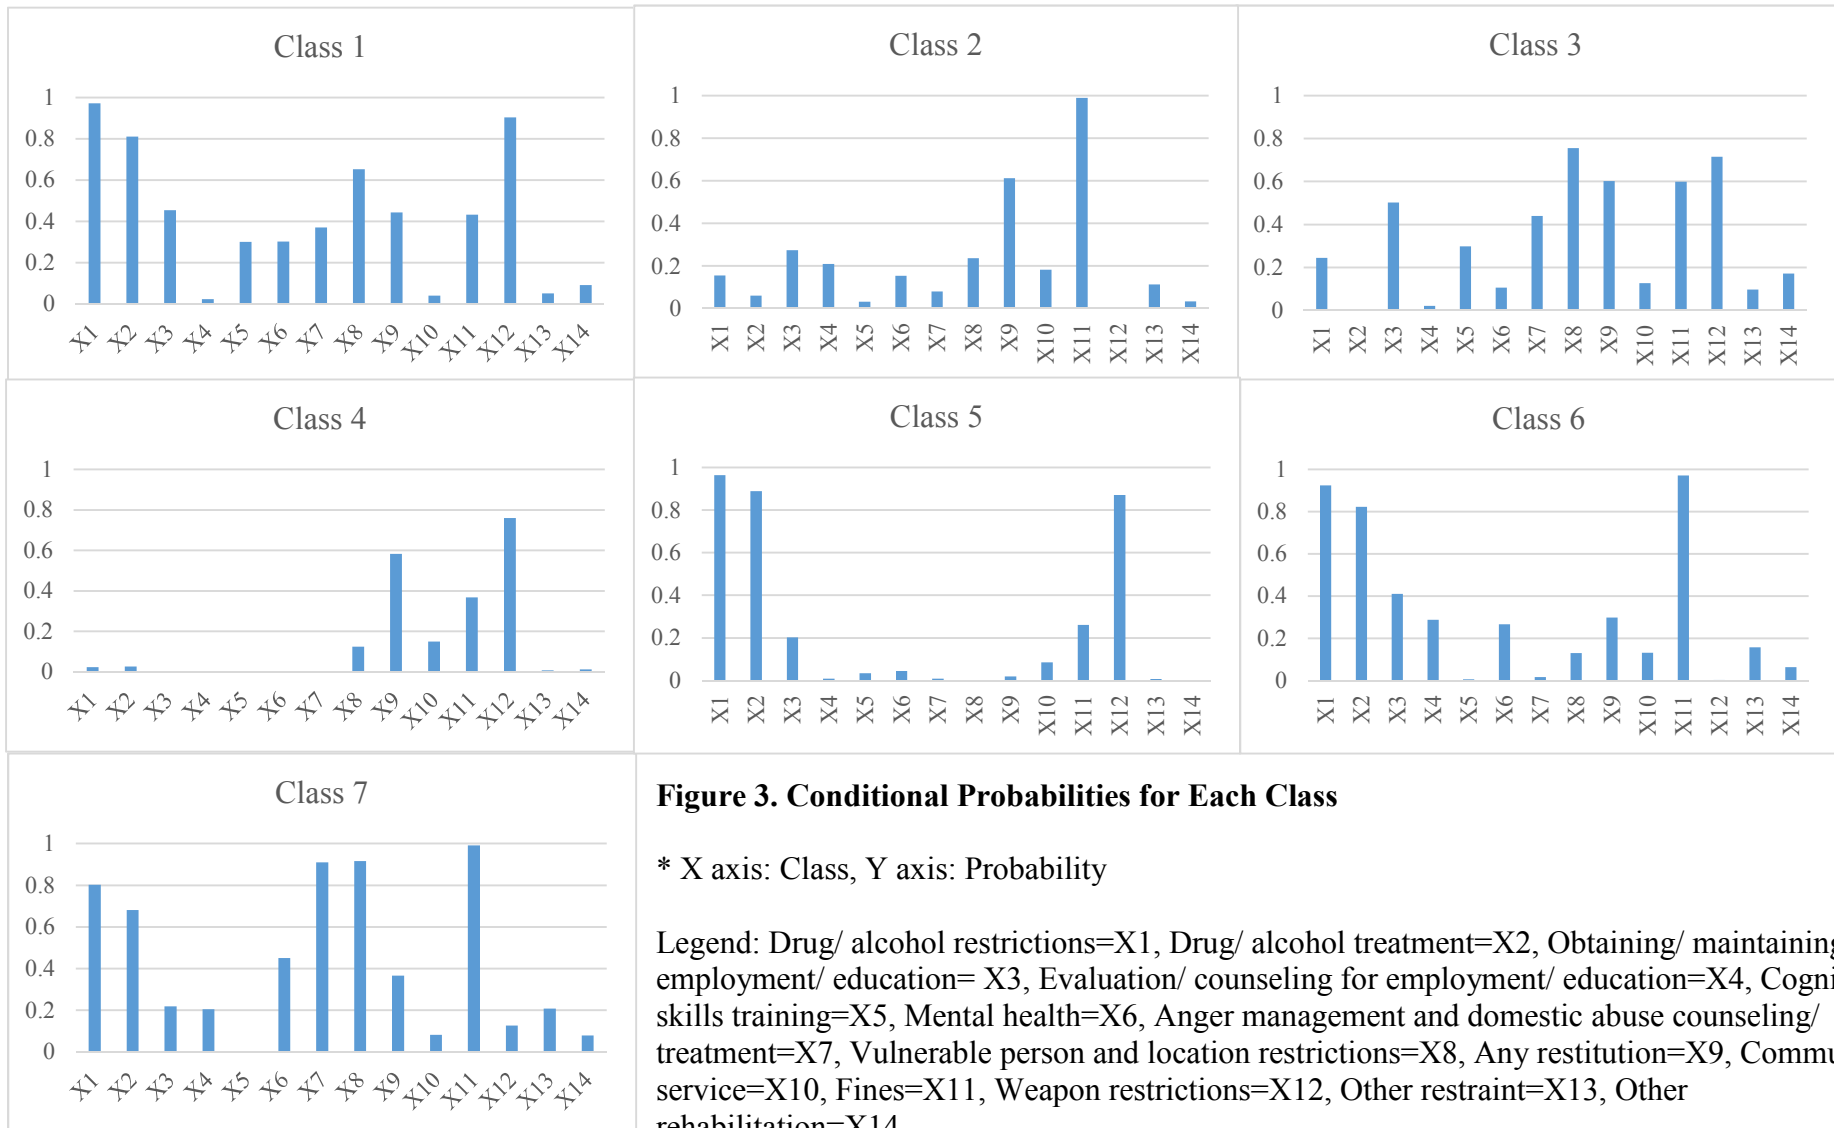 Class 1
1
0.8
0.6
0.4
0.2
0
X1 X2 X3 X4 X5 X6 X7 X8 X9 X10 X11 X12 X13 X14
Class 2
1
0.8
0.6
0.4
0.2
0
X1 X2 X3 X4 X5 X6 X7 X8 X9 X10 X11 X12 X13 X14
Class 3
1
0.8
0.6
0.4
0.2
0
X1 X2 X3 X4 X5 X6 X7 X8 X9 X10 X11 X12 X13 X14
Class 4
1
0.8
0.6
0.4
0.2
0
X1 X2 X3 X4 X5 X6 X7 X8 X9 X10 X11 X12 X13 X14
Class 5
1
0.8
0.6
0.4
0.2
0
X1 X2 X3 X4 X5 X6 X7 X8 X9 X10 X11 X12 X13 X14
Class 6
1
0.8
0.6
0.4
0.2
0
X1 X2 X3 X4 X5 X6 X7 X8 X9 X10 X11 X12 X13 X14
Class 7
1
0.8
0.6
0.4
0.2
0
X1 X2 X3 X4 X5 X6 X7 X8 X9 X10 X11 X12 X13 X14
Figure 3. Conditional Probabilities for Each Class
* X axis: Class, Y axis: Probability
Legend: Drug/ alcohol restrictions=X1, Drug/ alcohol treatment=X2, Obtaining/ maintaining
employment/ education= X3, Evaluation/ counseling for employment/ education=X4, Cogni
skills training=X5, Mental health=X6, Anger management and domestic abuse counseling/
treatment=X7, Vulnerable person and location restrictions=X8, Any restitution=X9, Commu
service=X10, Fines=X11, Weapon restrictions=X12, Other restraint=X13, Other
rehabilitation=X14